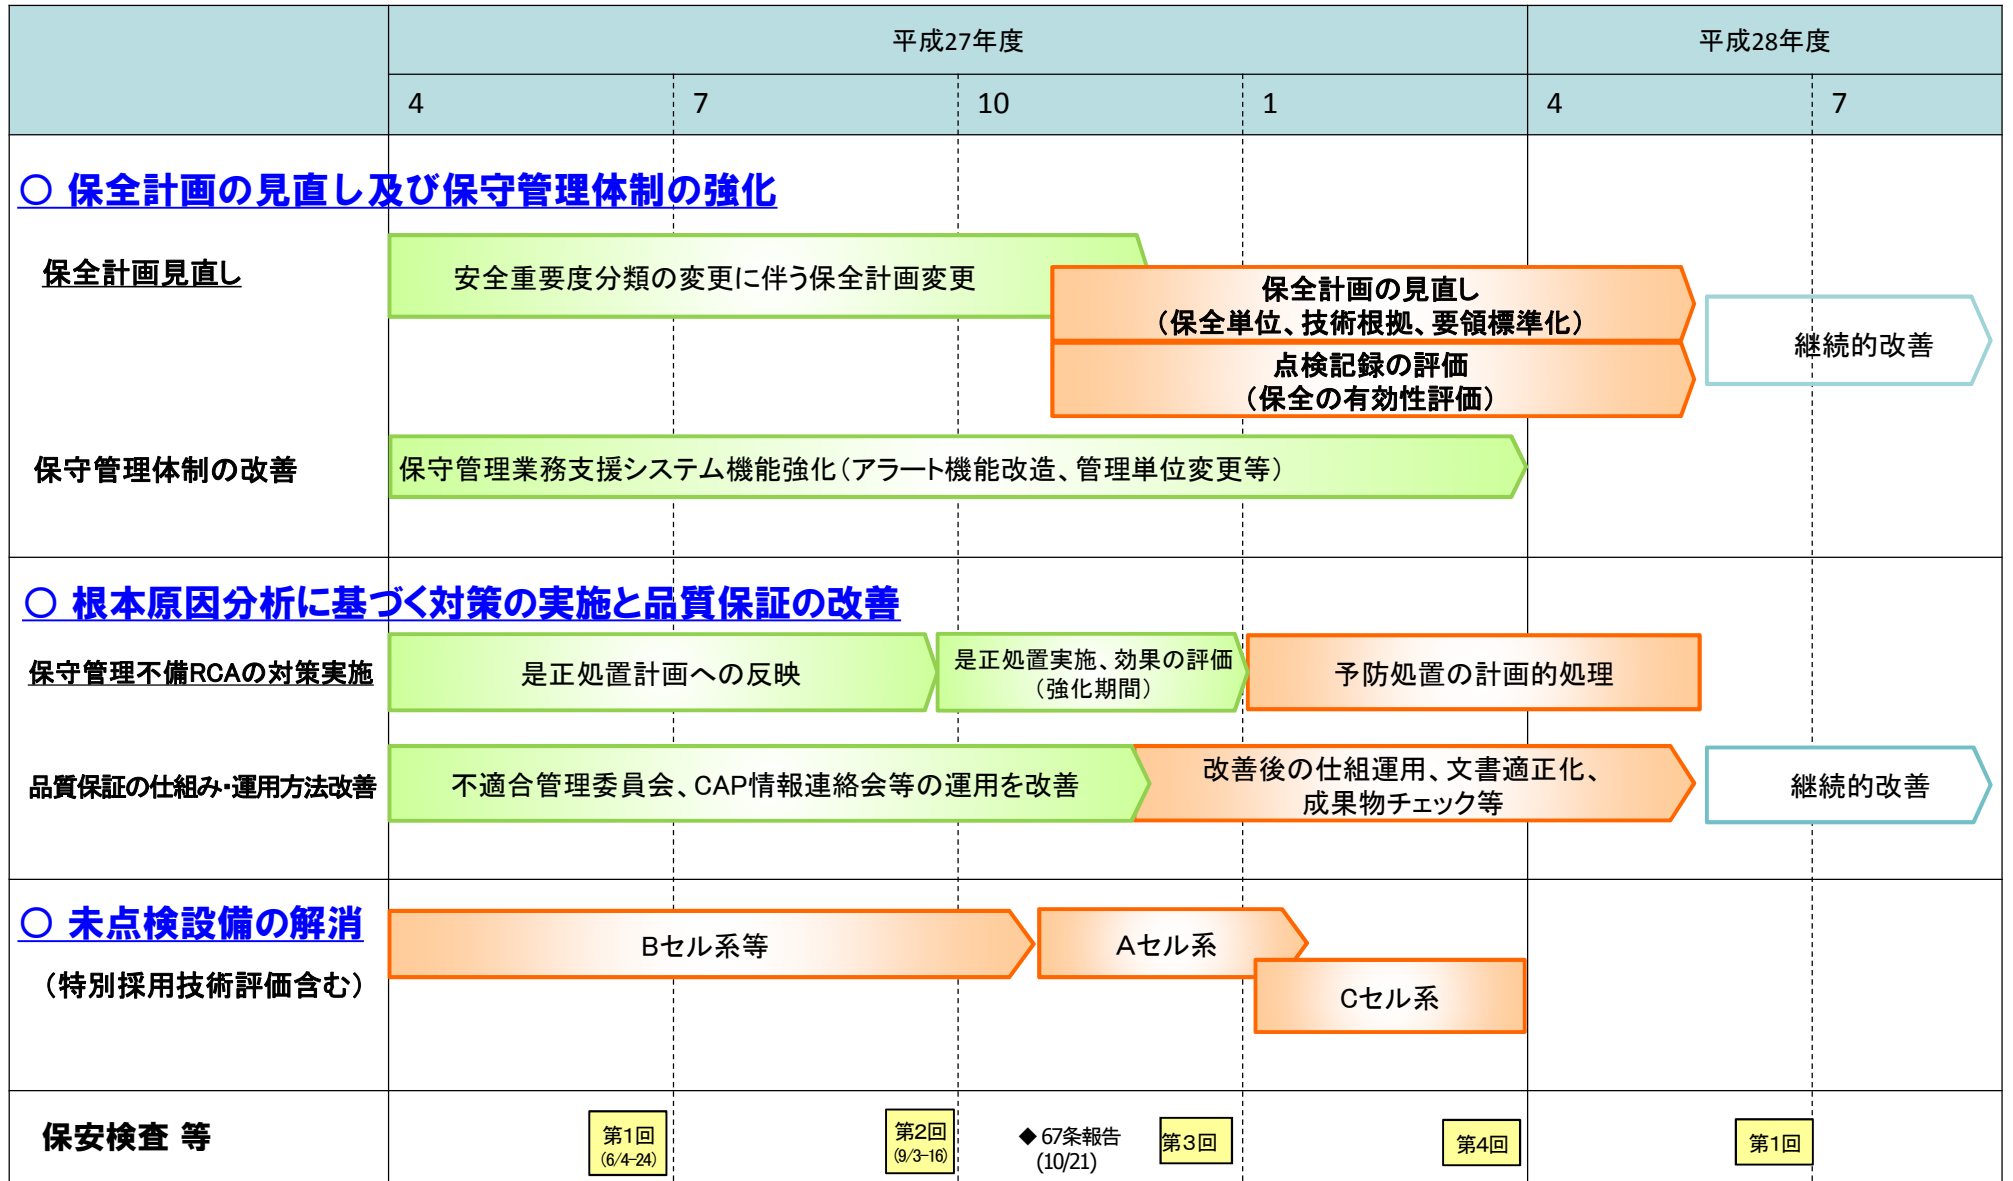 平成27年度
平成28年度
4
7
10
1
4
7
○ 保全計画の見直し及び保守管理体制の強化
保全計画見直し
安全重要度分類の変更に伴う保全計画変更
保全計画の見直し
（保全単位、技術根拠、要領標準化）
点検記録の評価
（保全の有効性評価）
継続的改善
保守管理体制の改善
保守管理業務支援システム機能強化（アラート機能改造、管理単位変更等）
○ 根本原因分析に基づく対策の実施と品質保証の改善
保守管理不備RCAの対策実施
是正処置計画への反映
是正処置実施、効果の評価
（強化期間）
予防処置の計画的処理
品質保証の仕組み・運用方法改善
不適合管理委員会、CAP情報連絡会等の運用を改善
改善後の仕組運用、文書適正化、
成果物チェック等
継続的改善
○ 未点検設備の解消
（特別採用技術評価含む）
Bセル系等
Aセル系
Cセル系
保安検査 等
第1回
(6/4-24)
第2回
(9/3-16)
◆ 67条報告
(10/21)
第3回
第4回
第1回